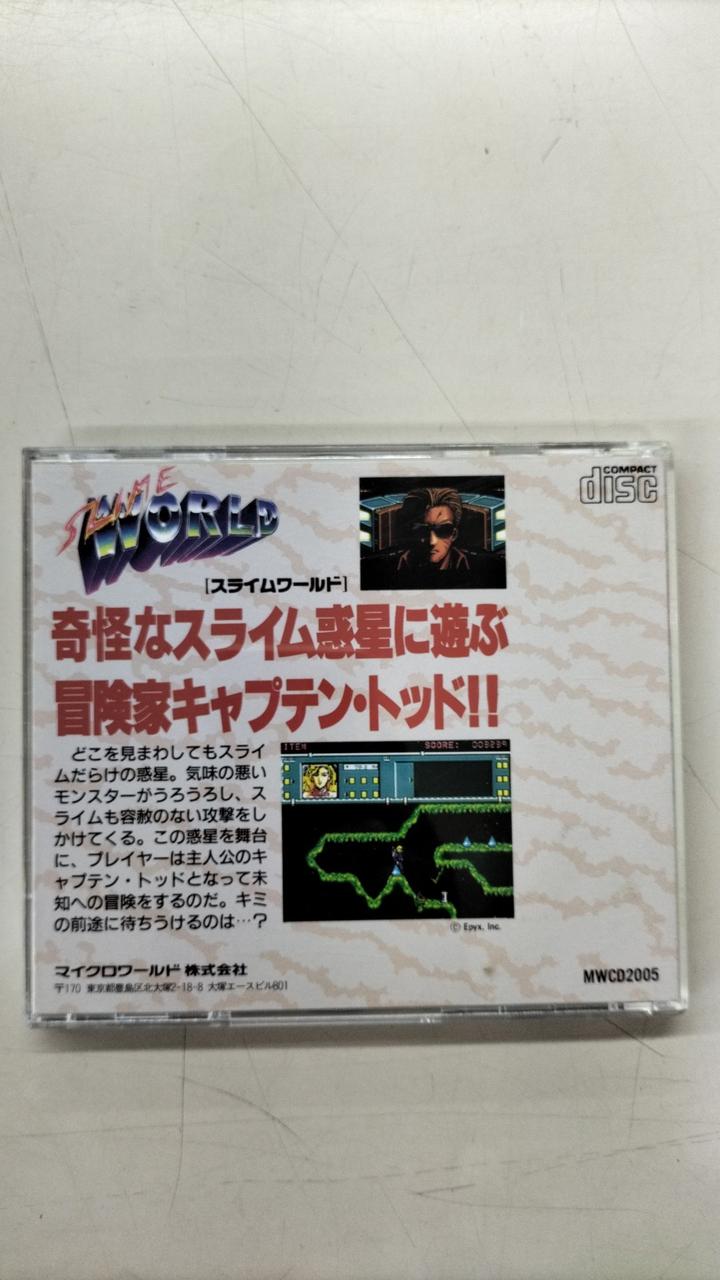 SLIME
WORLD
COMPACT
disc
[スライムワールド]
奇怪なスライム惑星に遊ぶ
冒険家キャプテン・トッド!!
どこを見まわしてもスライ
ムだらけの惑星。気味の悪い
モンスターがうろうろし、ス
ライムも容赦のない攻撃をし
かけてくる。この惑星を舞台
に、プレイヤーは主人公のキ
ャプテン・トッドとなって未
知への冒険をするのだ。キミ
の前途に待ちうけるのは…?
ITEM SCORE: 003239
© Epyx, Inc.
マイクロワールド株式会社
〒170 東京都豊島区北大塚2-18-8 大塚エースビル601
MWCD2005